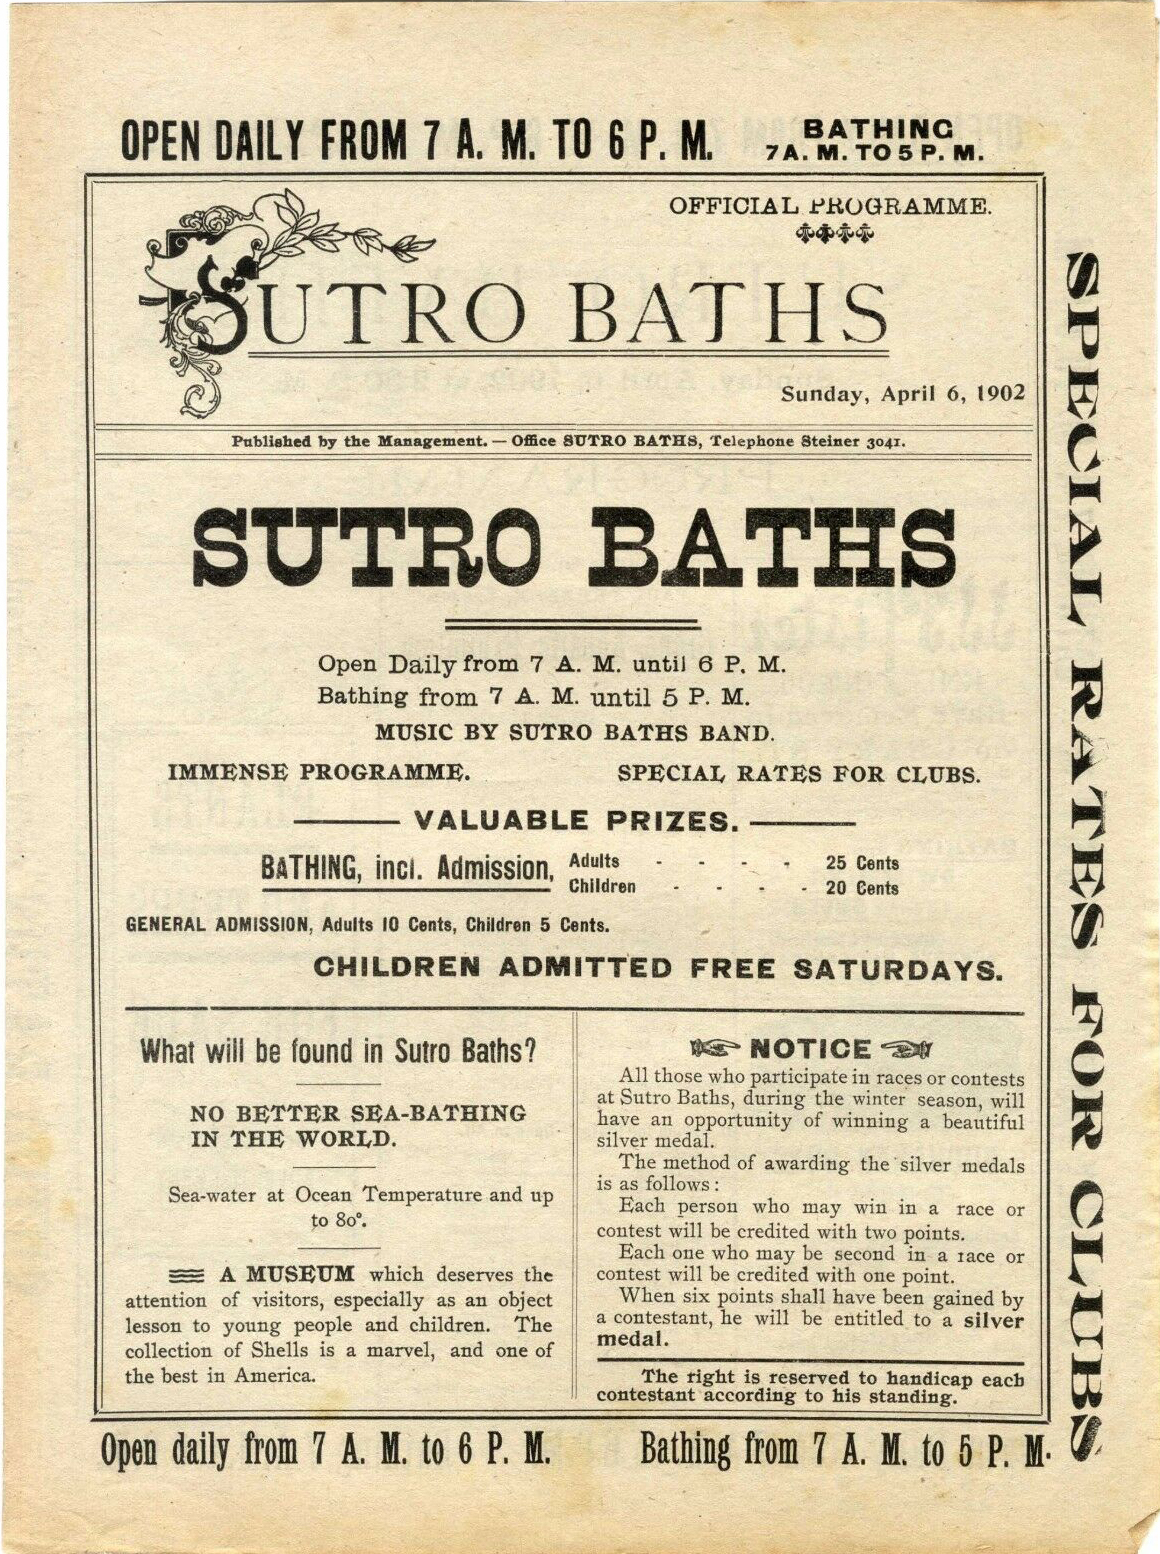 OPEN DAILY FROM 7 A. M. TO 6 P. M.
BATHING
7 A. M. TO 5 P. M.
OFFICIAL PROGRAMME.
SUTRO BATHS
Sunday, April 6, 1902
Published by the Management. — Office SUTRO BATHS, Telephone Steiner 3041.
SUTRO BATHS
Open Daily from 7 A. M. until 6 P. M.
Bathing from 7 A. M. until 5 P. M.
MUSIC BY SUTRO BATHS BAND.
IMMENSE PROGRAMME. SPECIAL RATES FOR CLUBS.
VALUABLE PRIZES.
BATHING, incl. Admission, Adults - - - - 25 Cents
Children - - - - 20 Cents
GENERAL ADMISSION, Adults 10 Cents, Children 5 Cents.
CHILDREN ADMITTED FREE SATURDAYS.
What will be found in Sutro Baths?
NO BETTER SEA-BATHING
IN THE WORLD.
Sea-water at Ocean Temperature and up
to 80°.
A MUSEUM which deserves the
attention of visitors, especially as an object
lesson to young people and children. The
collection of Shells is a marvel, and one of
the best in America.
NOTICE
All those who participate in races or contests
at Sutro Baths, during the winter season, will
have an opportunity of winning a beautiful
silver medal.
The method of awarding the silver medals
is as follows:
Each person who may win in a race or
contest will be credited with two points.
Each one who may be second in a race or
contest will be credited with one point.
When six points shall have been gained by
a contestant, he will be entitled to a silver
medal.
The right is reserved to handicap each
contestant according to his standing.
Open daily from 7 A. M. to 6 P. M. Bathing from 7 A. M. to 5 P. M.
SPECIAL RATES FOR CLUBS